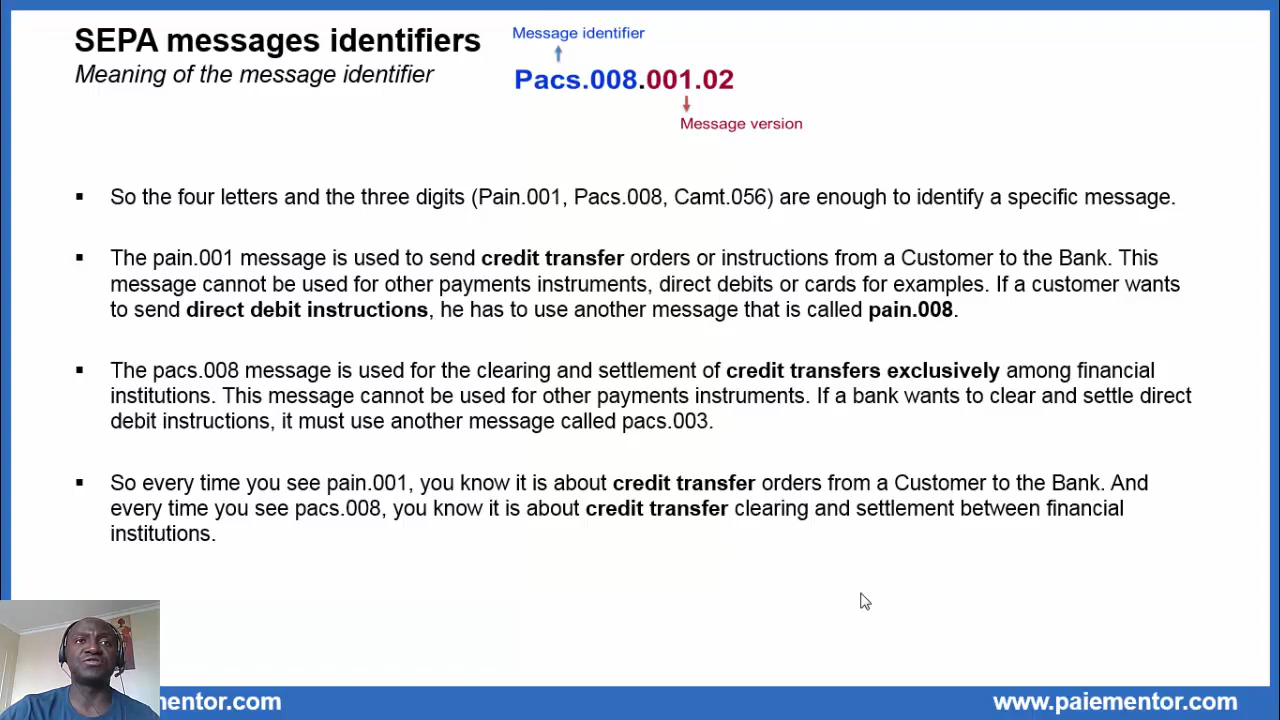 SEPA messages identifiers
Meaning of the message identifier
Message identifier
Pacs.008.001.02
Message version
▪ So the four letters and the three digits (Pain.001, Pacs.008, Camt.056) are enough to identify a specific message.
▪ The pain.001 message is used to send credit transfer orders or instructions from a Customer to the Bank. This
message cannot be used for other payments instruments, direct debits or cards for examples. If a customer wants
to send direct debit instructions, he has to use another message that is called pain.008.
▪ The pacs.008 message is used for the clearing and settlement of credit transfers exclusively among financial
institutions. This message cannot be used for other payments instruments. If a bank wants to clear and settle direct
debit instructions, it must use another message called pacs.003.
▪ So every time you see pain.001, you know it is about credit transfer orders from a Customer to the Bank. And
every time you see pacs.008, you know it is about credit transfer clearing and settlement between financial
institutions.
mentor.com
www.paiementor.com